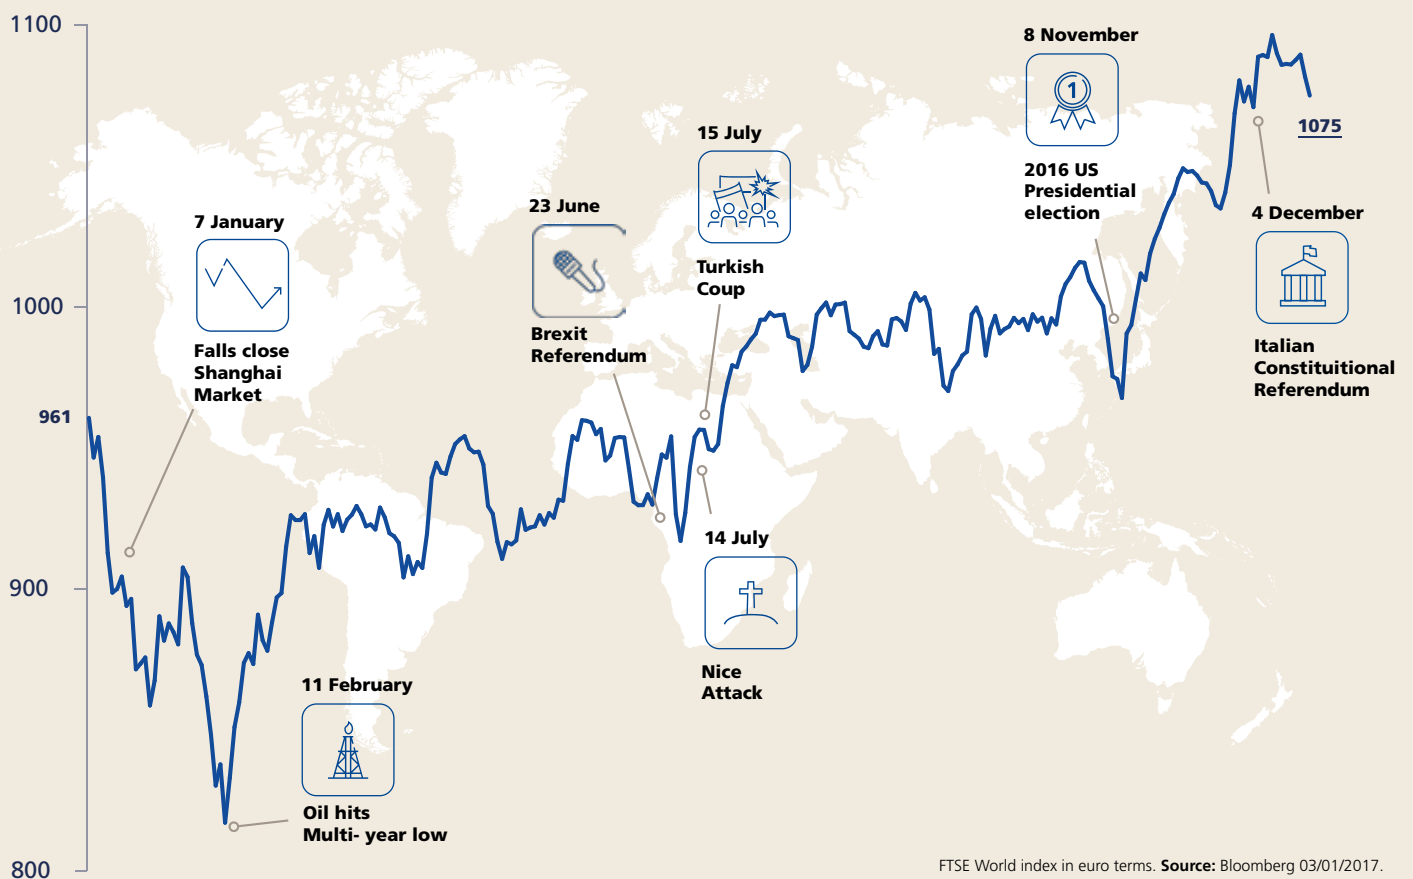 1100
1000
961
900
800
7 January
Falls close
Shanghai
Market
11 February
Oil hits
Multi- year low
23 June
Brexit
Referendum
15 July
Turkish
Coup
14 July
Nice
Attack
8 November
1
2016 US
Presidential
election
1075
4 December
Italian
Constituitional
Referendum
FTSE World index in euro terms. Source: Bloomberg 03/01/2017.